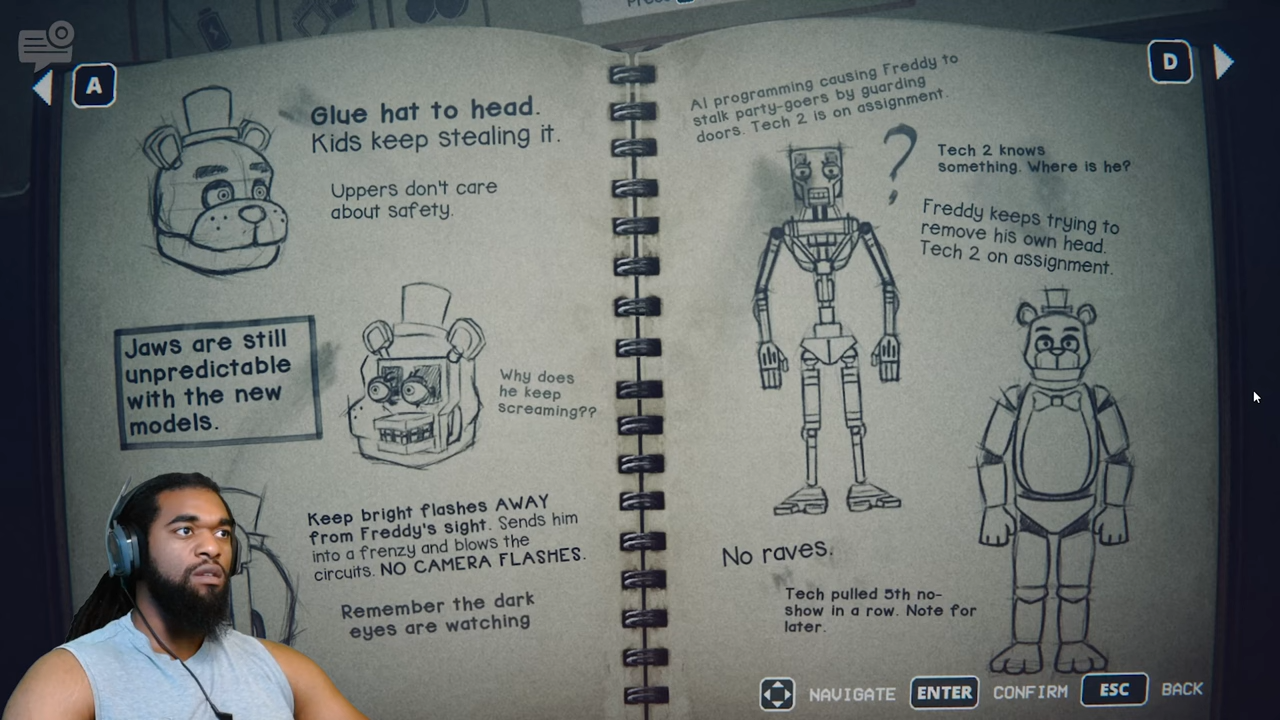 A
D
Glue hat to head.
Kids keep stealing it.
Uppers don't care
about safety.
Jaws are still
unpredictable
with the new
models.
Why does
he keep
screaming??
Keep bright flashes AWAY
from Freddy's sight. Sends him
into a frenzy and blows the
circuits. NO CAMERA FLASHES.
Remember the dark
eyes are watching
AI programming causing Freddy to
stalk party-goers by guarding
doors. Tech 2 is on assignment.
?
Tech 2 knows
something. Where is he?
Freddy keeps trying to
remove his own head.
Tech 2 on assignment.
No raves.
Tech pulled 5th no-
show in a row. Note for
later.
NAVIGATE ENTER CONFIRM ESC BACK